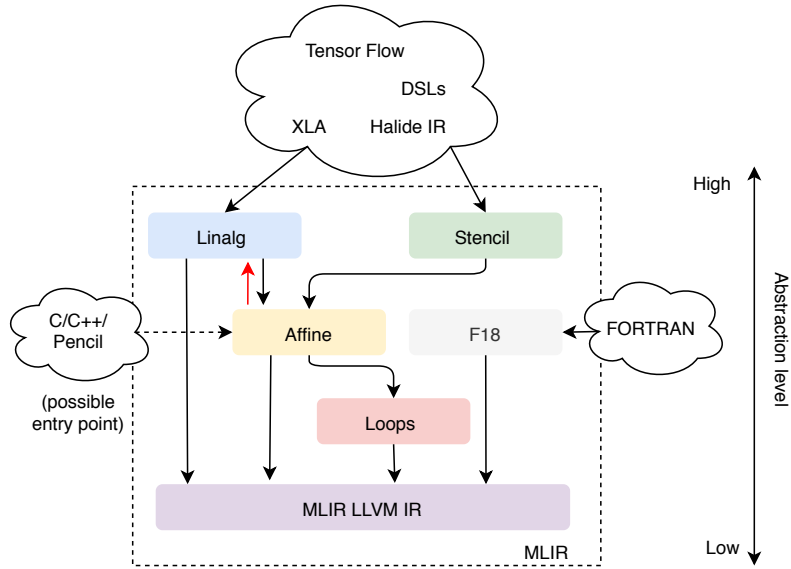 Tensor Flow
DSLs
XLA
Halide IR
High
Linalg
Stencil
C/C++/
Pencil
Affine
F18
FORTRAN
Abstraction level
(possible
entry point)
Loops
MLIR LLVM IR
MLIR
Low